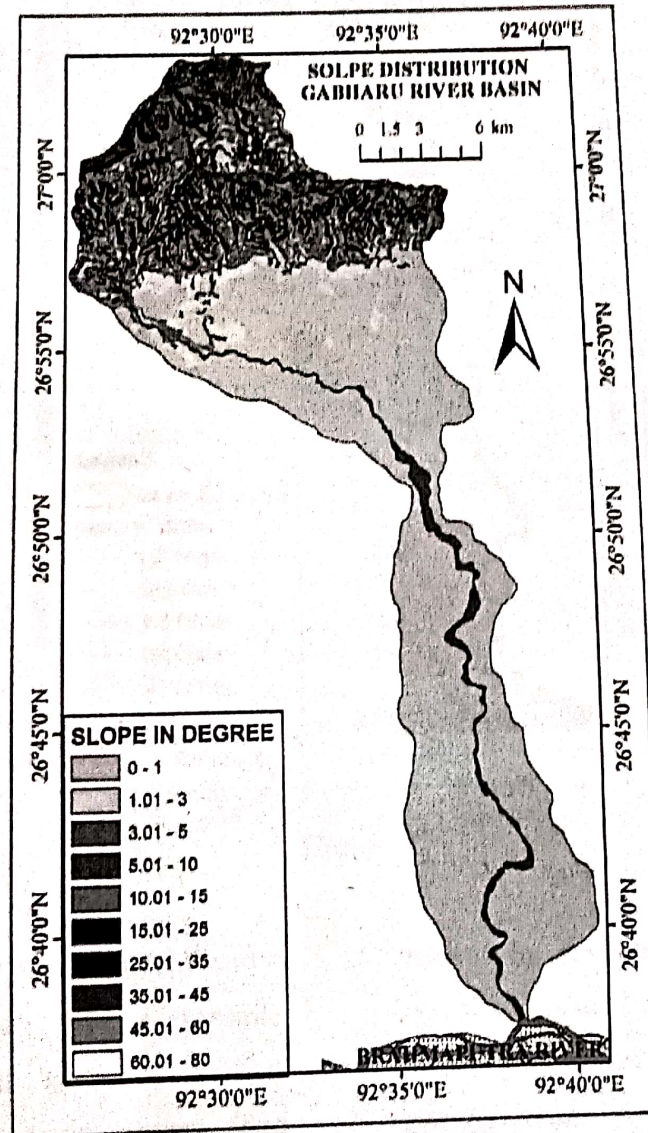 92°30'0"E 92°35'0"E 92°40'0"E
SOLPE DISTRIBUTION
GABHARU RIVER BASIN
0 1.5 3 6 km
27°0'0"N 27°0'0"N
N
26°55'0"N 26°55'0"N
26°50'0"N 26°50'0"N
26°45'0"N 26°45'0"N
SLOPE IN DEGREE
0 - 1
1.01 - 3
3.01 - 5
5.01 - 10
10.01 - 15
15.01 - 25
25.01 - 35
35.01 - 45
45.01 - 60
60.01 - 80
26°40'0"N 26°40'0"N
BRAHMAPUTRA RIVER
92°30'0"E 92°35'0"E 92°40'0"E